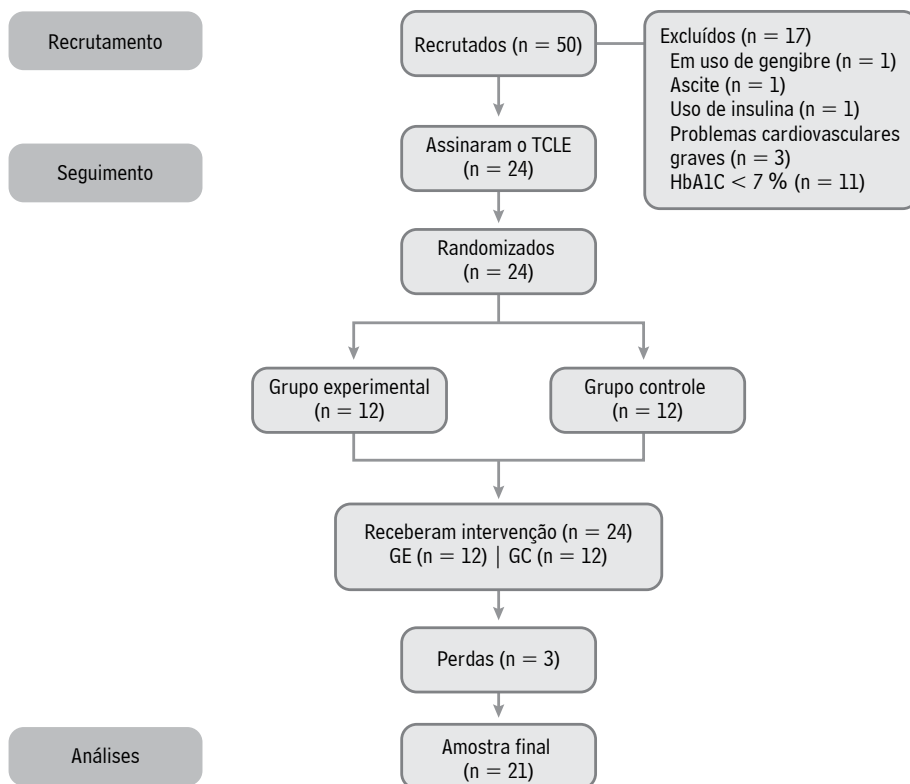 Recrutamento
Recrutados (n = 50)
Excluídos (n = 17)
Em uso de gengibre (n = 1)
Ascite (n = 1)
Uso de insulina (n = 1)
Problemas cardiovasculares
graves (n = 3)
HbA1C < 7 % (n = 11)
Seguimento
Assinaram o TCLE
(n = 24)
Randomizados
(n = 24)
Grupo experimental
(n = 12)
Grupo controle
(n = 12)
Receberam intervenção (n = 24)
GE (n = 12) | GC (n = 12)
Perdas (n = 3)
Análises
Amostra final
(n = 21)